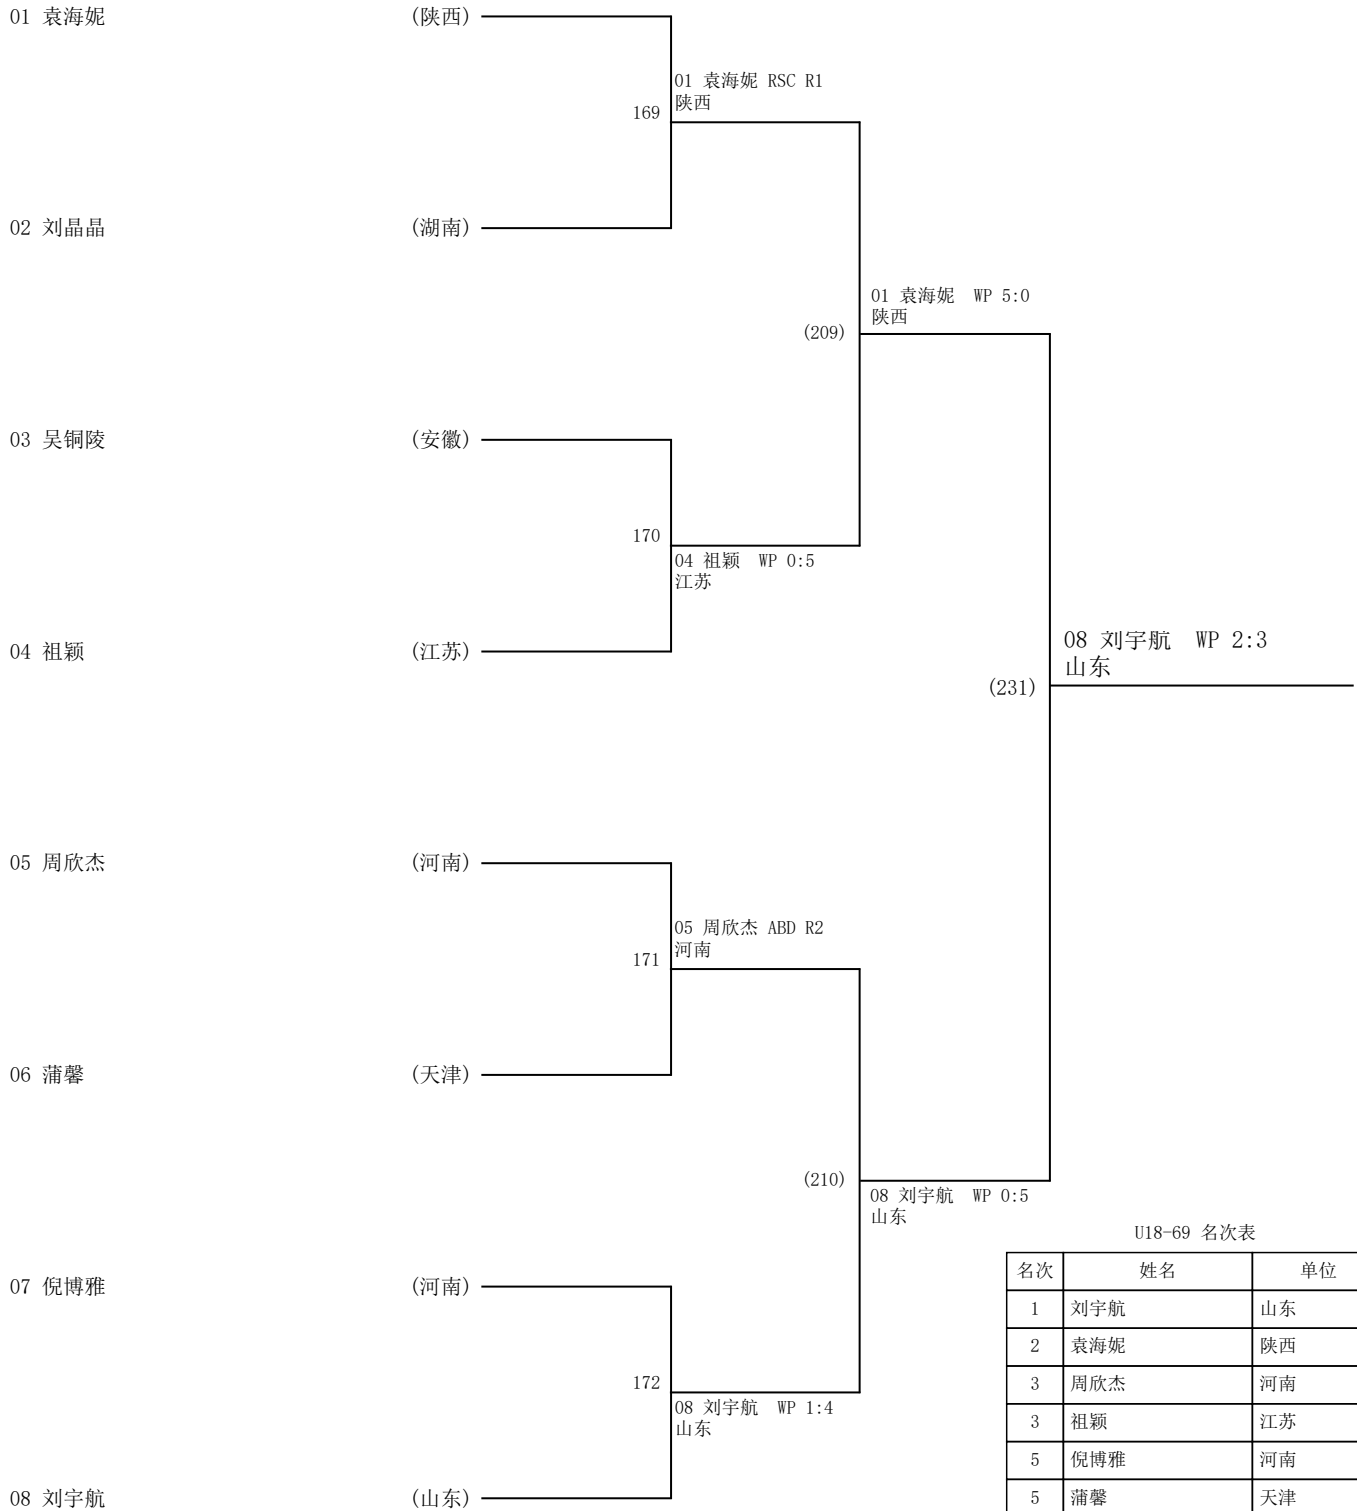 01 袁海妮 (陕西)
01 袁海妮 RSC R1
陕西
169
02 刘晶晶 (湖南)
01 袁海妮 WP 5:0
陕西
(209)
03 吴铜陵 (安徽)
170
04 祖颖 WP 0:5
江苏
04 祖颖 (江苏)
08 刘宇航 WP 2:3
山东
(231)
05 周欣杰 (河南)
05 周欣杰 ABD R2
河南
171
06 蒲馨 (天津)
(210)
08 刘宇航 WP 0:5
山东
07 倪博雅 (河南)
172
08 刘宇航 WP 1:4
山东
08 刘宇航 (山东)
U18-69 名次表
名次 姓名 单位
1 刘宇航 山东
2 袁海妮 陕西
3 周欣杰 河南
3 祖颖 江苏
5 倪博雅 河南
5 蒲馨 天津